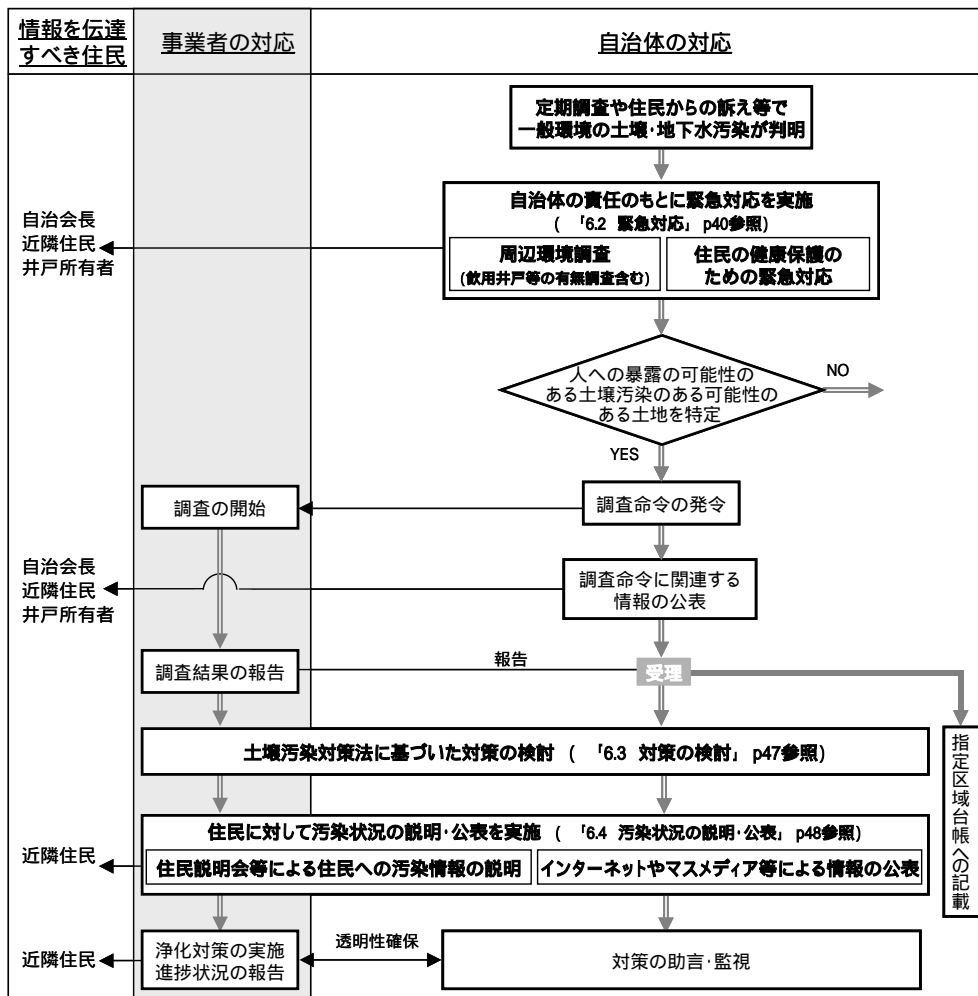 情報を伝達
すべき住民
事業者の対応
自治体の対応
定期調査や住民からの訴え等で
一般環境の土壌・地下水汚染が判明
自治体の責任のもとに緊急対応を実施
( 「6.2 緊急対応」 p40参照)
周辺環境調査
(飲用井戸等の有無調査含む)
住民の健康保護の
ための緊急対応
自治会長
近隣住民
井戸所有者
人への暴露の可能性の
ある土壌汚染のある可能性の
ある土地を特定
NO
YES
調査の開始
調査命令の発令
自治会長
近隣住民
井戸所有者
調査命令に関連する
情報の公表
調査結果の報告
報告
受理
土壌汚染対策法に基づいた対策の検討 ( 「6.3 対策の検討」 p47参照)
指定区域台帳への記載
住民に対して汚染状況の説明・公表を実施 ( 「6.4 汚染状況の説明・公表」 p48参照)
近隣住民
住民説明会等による住民への汚染情報の説明
インターネットやマスメディア等による情報の公表
近隣住民
浄化対策の実施
進捗状況の報告
透明性確保
対策の助言・監視